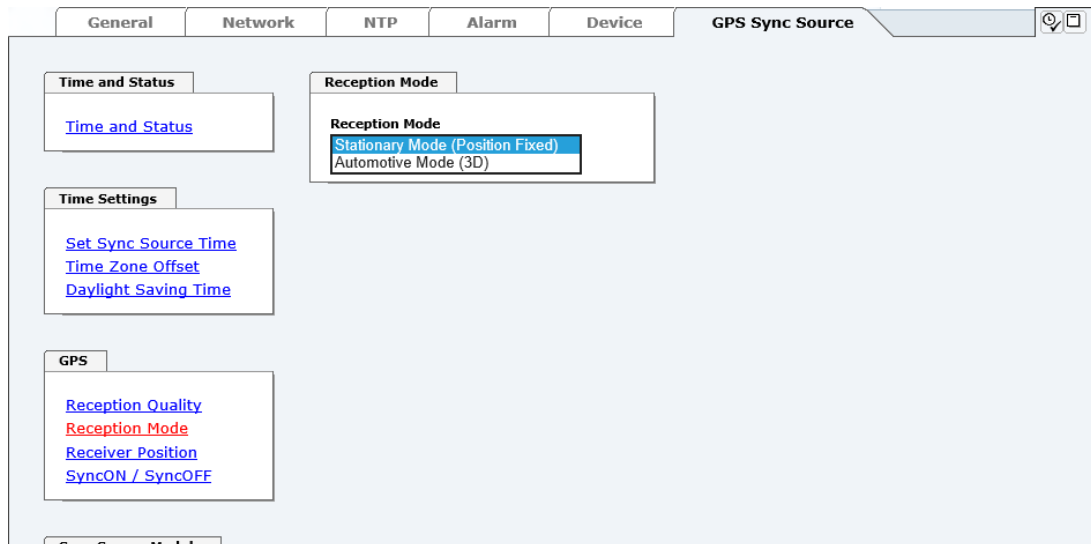 General Network NTP Alarm Device GPS Sync Source
Time and Status
Time and Status
Reception Mode
Reception Mode
Stationary Mode (Position Fixed)
Automotive Mode (3D)
Time Settings
Set Sync Source Time
Time Zone Offset
Daylight Saving Time
GPS
Reception Quality
Reception Mode
Receiver Position
SyncON / SyncOFF